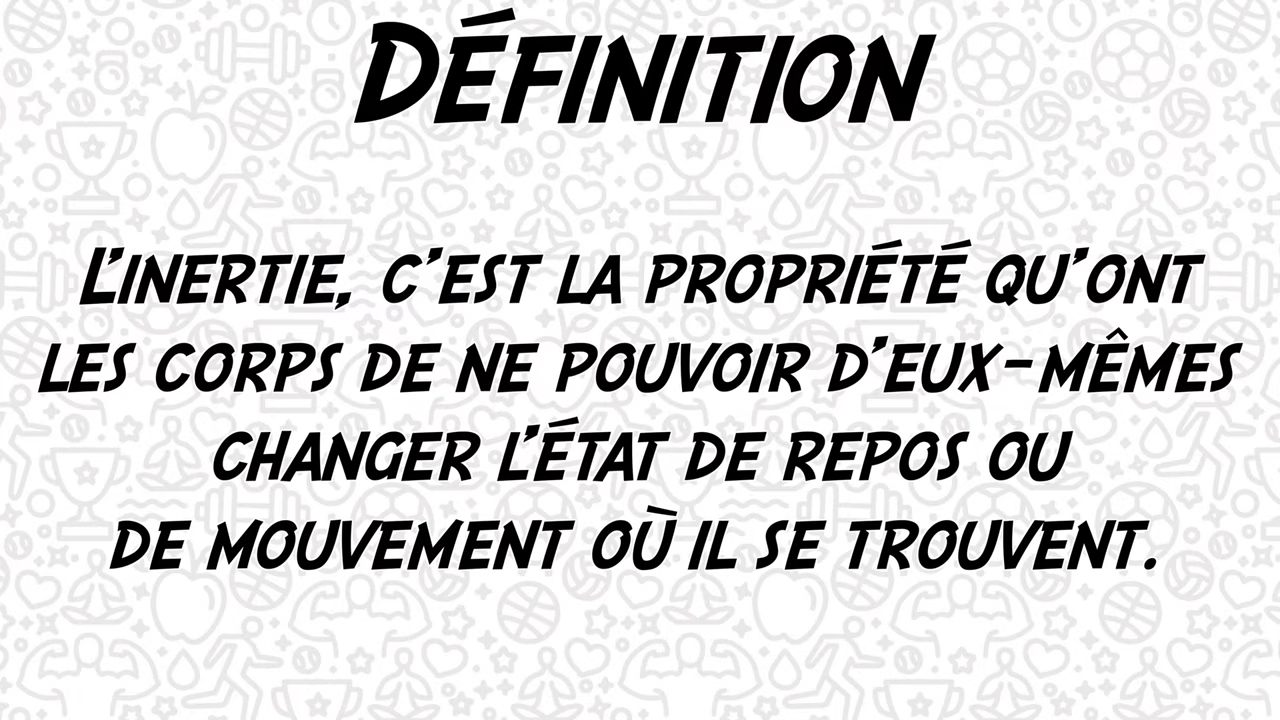 DÉFINITION
L'INERTIE, C'EST LA PROPRIÉTÉ QU'ONT
LES CORPS DE NE POUVOIR D'EUX-MÊMES
CHANGER L'ÉTAT DE REPOS OU
DE MOUVEMENT OÙ IL SE TROUVENT.